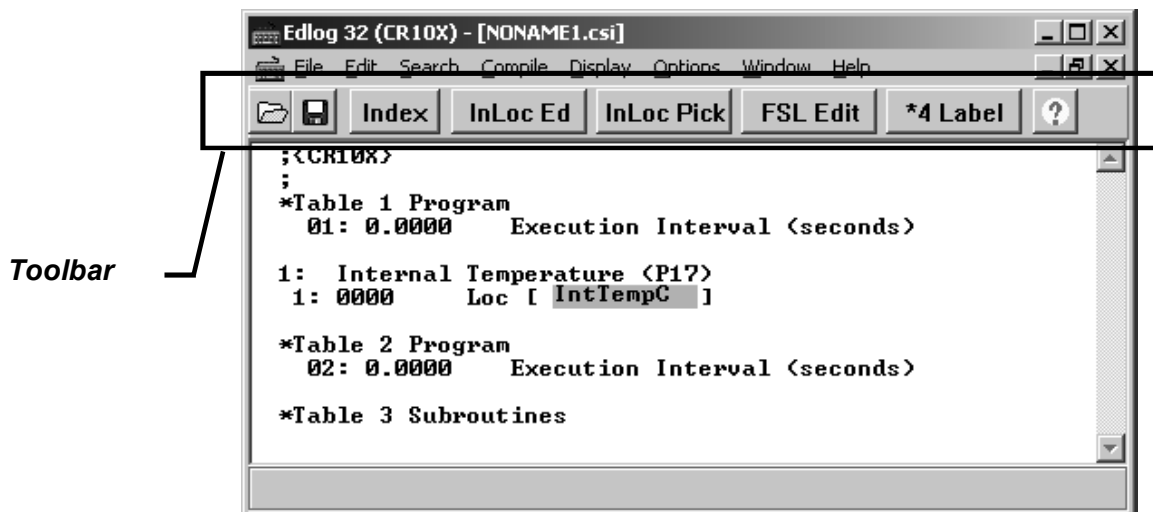 Edlog 32 (CR10X) - [NONAME1.csi]
File Edit Search Compile Display Options Window Help
Index InLoc Ed InLoc Pick FSL Edit *4 Label ?
;{CR10X}
;
*Table 1 Program
01: 0.0000 Execution Interval (seconds)
1: Internal Temperature (P17)
1: 0000 Loc [ IntTempC ]
*Table 2 Program
02: 0.0000 Execution Interval (seconds)
*Table 3 Subroutines
Toolbar